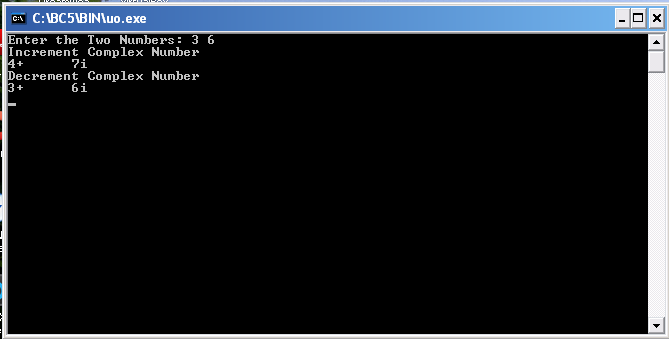 C:\BC5\BIN\uo.exe
Enter the Two Numbers: 3 6
Increment Complex Number
4+      7i
Decrement Complex Number
3+      6i